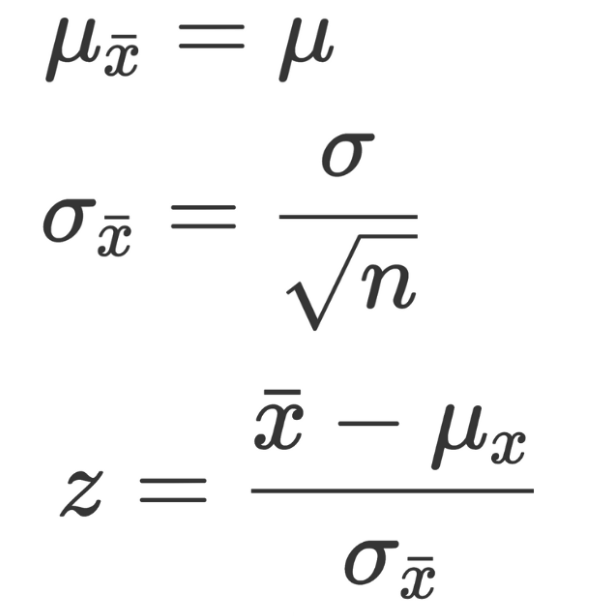 μ_x̄ = μ
σ_x̄ = σ / √n
z = (x̄ − μ_x) / σ_x̄